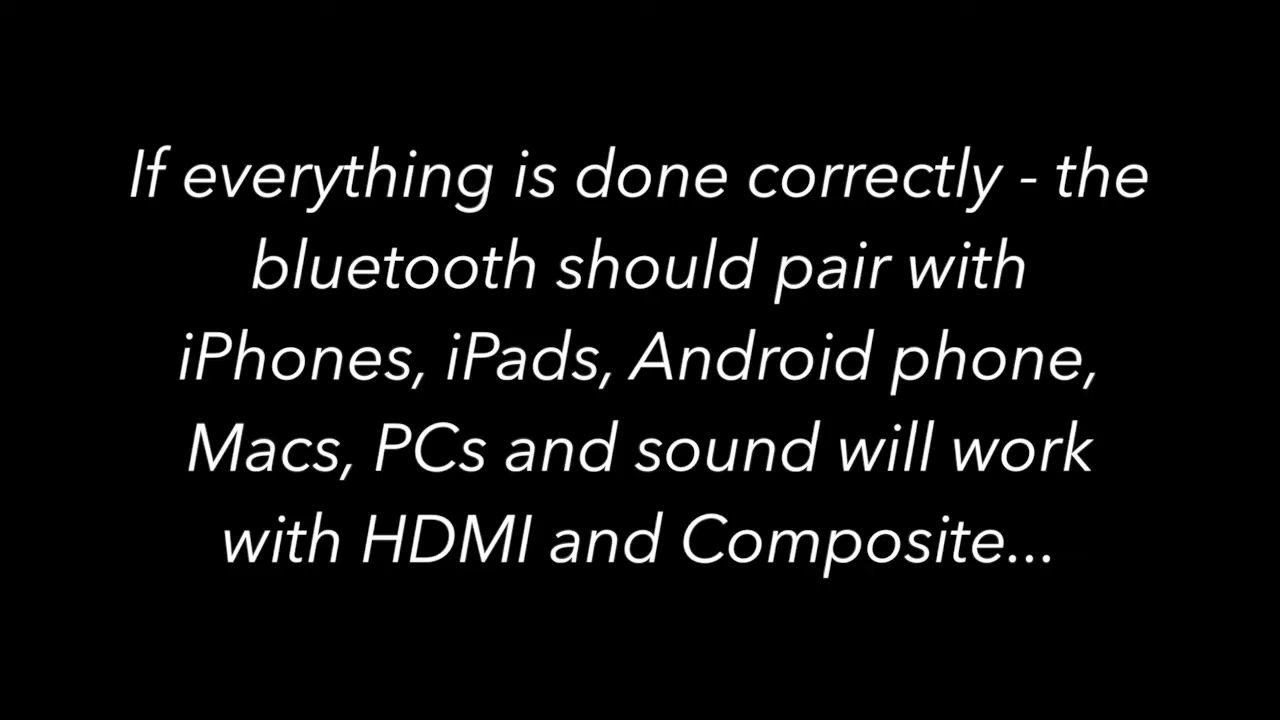 If everything is done correctly - the
bluetooth should pair with
iPhones, iPads, Android phone,
Macs, PCs and sound will work
with HDMI and Composite...